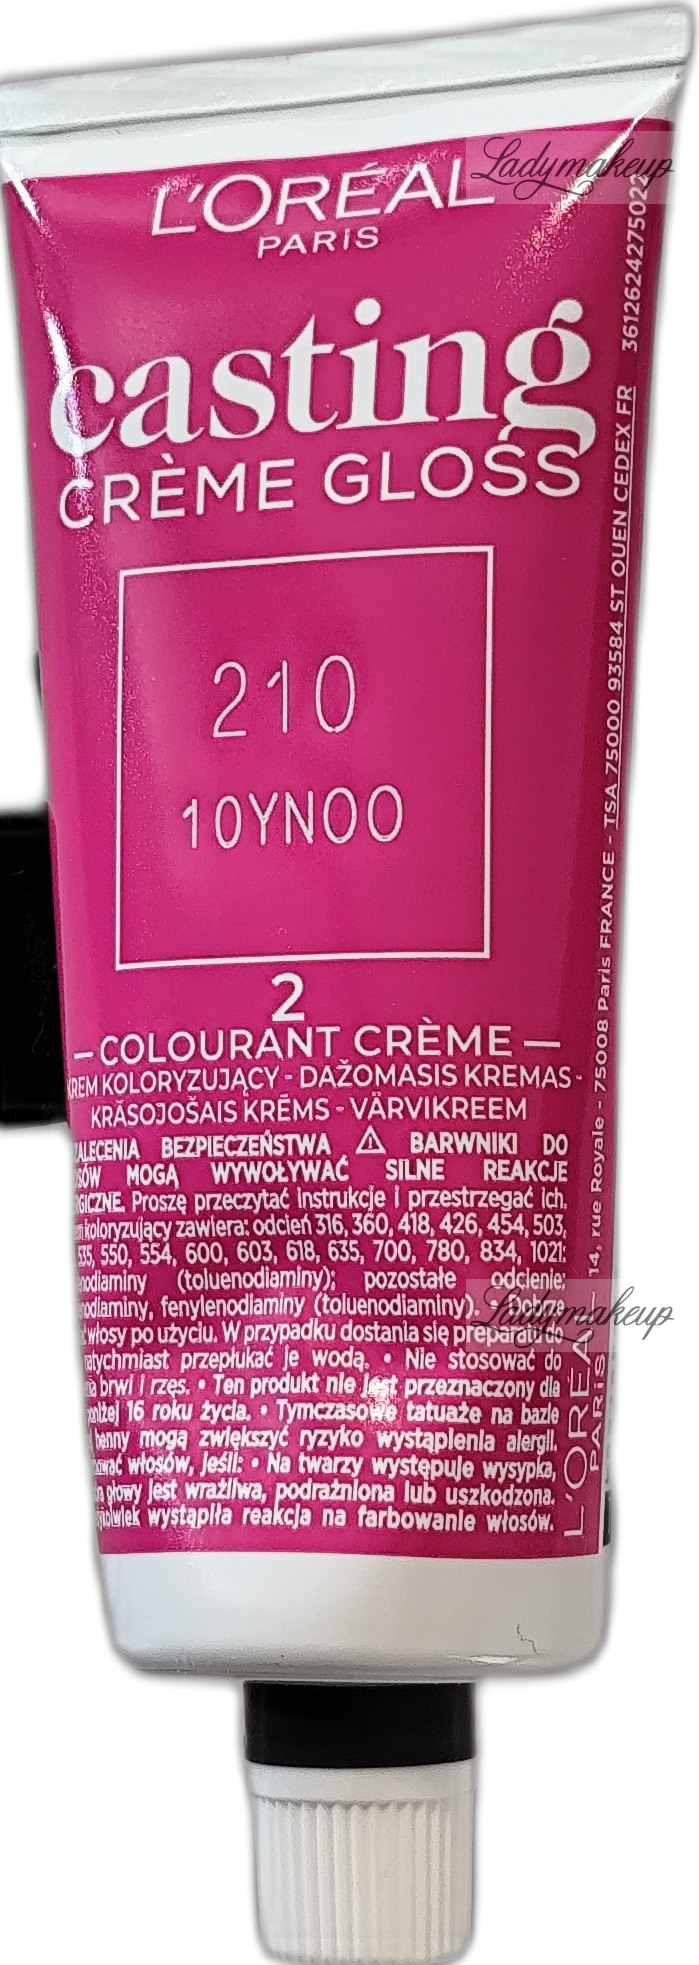 L'ORÉAL
PARIS
casting
CRÈME GLOSS
210
10YN00
2
— COLOURANT CRÈME —
KREM KOLORYZUJĄCY - DAŽOMASIS KREMAS -
KRĀSOJOŠAIS KRĒMS - VÄRVIKREEM
ZALECENIA BEZPIECZEŃSTWA ⚠ BARWNIKI DO
MOGĄ WYWOŁYWAĆ SILNE REAKCJE
Proszę przeczytać instrukcje i przestrzegać ich.
koloryzujący zawiera: odcień 316, 360, 418, 426, 454, 503,
535, 550, 554, 600, 603, 618, 635, 700, 780, 834, 1021:
(toluenodiaminy); pozostałe odcienie:
fenylenodiaminy (toluenodiaminy).
włosy po użyciu. W przypadku dostania się preparatu do
natychmiast przepłukać je wodą. • Nie stosować do
brwi i rzęs. • Ten produkt nie jest przeznaczony dla
poniżej 16 roku życia. • Tymczasowe tatuaże na bazie
henny mogą zwiększyć ryzyko wystąpienia alergii.
włosów, jeśli: • Na twarzy występuje wysypka,
głowy jest wrażliwa, podrażniona lub uszkodzona.
wystąpiła reakcja na farbowanie włosów.
L'ORÉAL
PARIS
14, rue Royale - 75008 Paris FRANCE - TSA 75000 93584 ST OUEN CEDEX FR
Ladymakeup
Ladymakeup